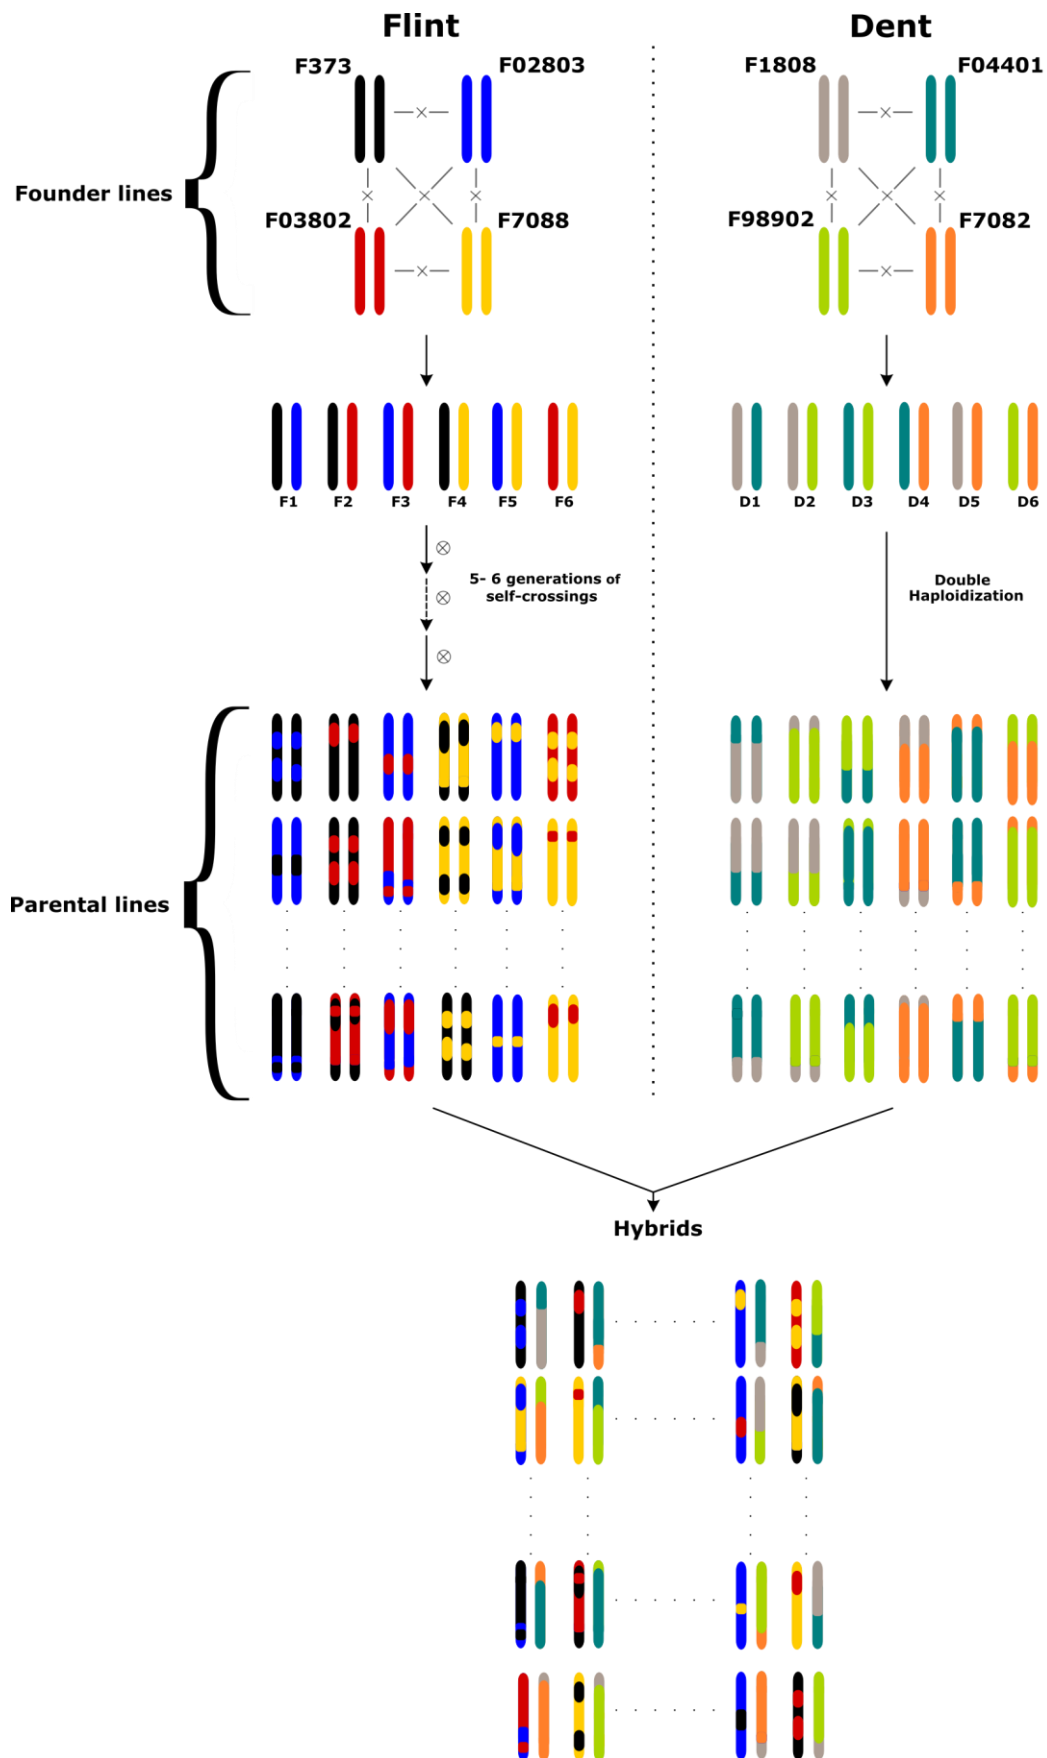 Flint
Dent
F373
F02803
F1808
F04401
Founder lines
F03802
F7088
F98902
F7082
F1 F2 F3 F4 F5 F6
D1 D2 D3 D4 D5 D6
5- 6 generations of
self-crossings
Double
Haploidization
Parental lines
Hybrids